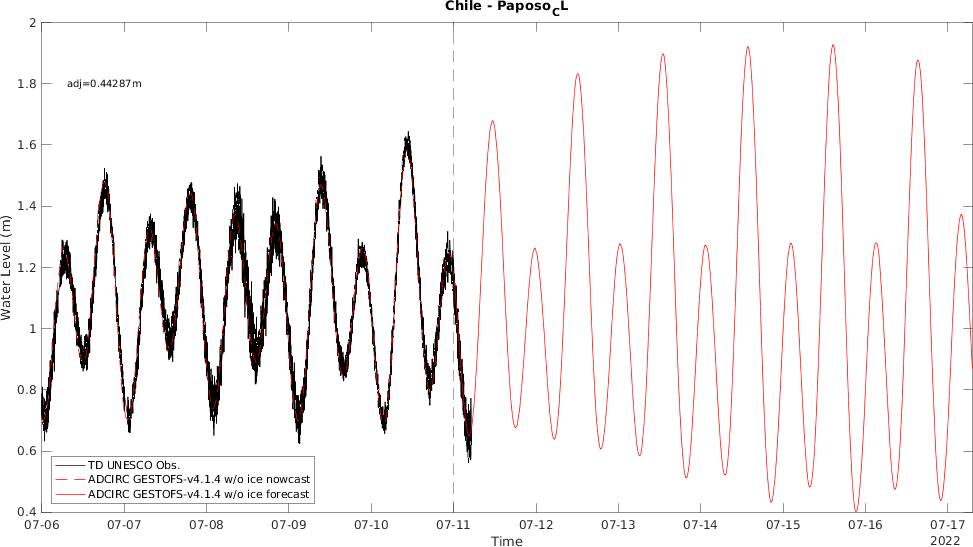 Chile - Paposo_CL
2
1.8
adj=0.44287m
1.6
1.4
1.2
Water Level (m)
1
0.8
0.6
0.4
TD UNESCO Obs.
ADCIRC GESTOFS-v4.1.4 w/o ice nowcast
ADCIRC GESTOFS-v4.1.4 w/o ice forecast
07-06 07-07 07-08 07-09 07-10 07-11 07-12 07-13 07-14 07-15 07-16 07-17
Time
2022